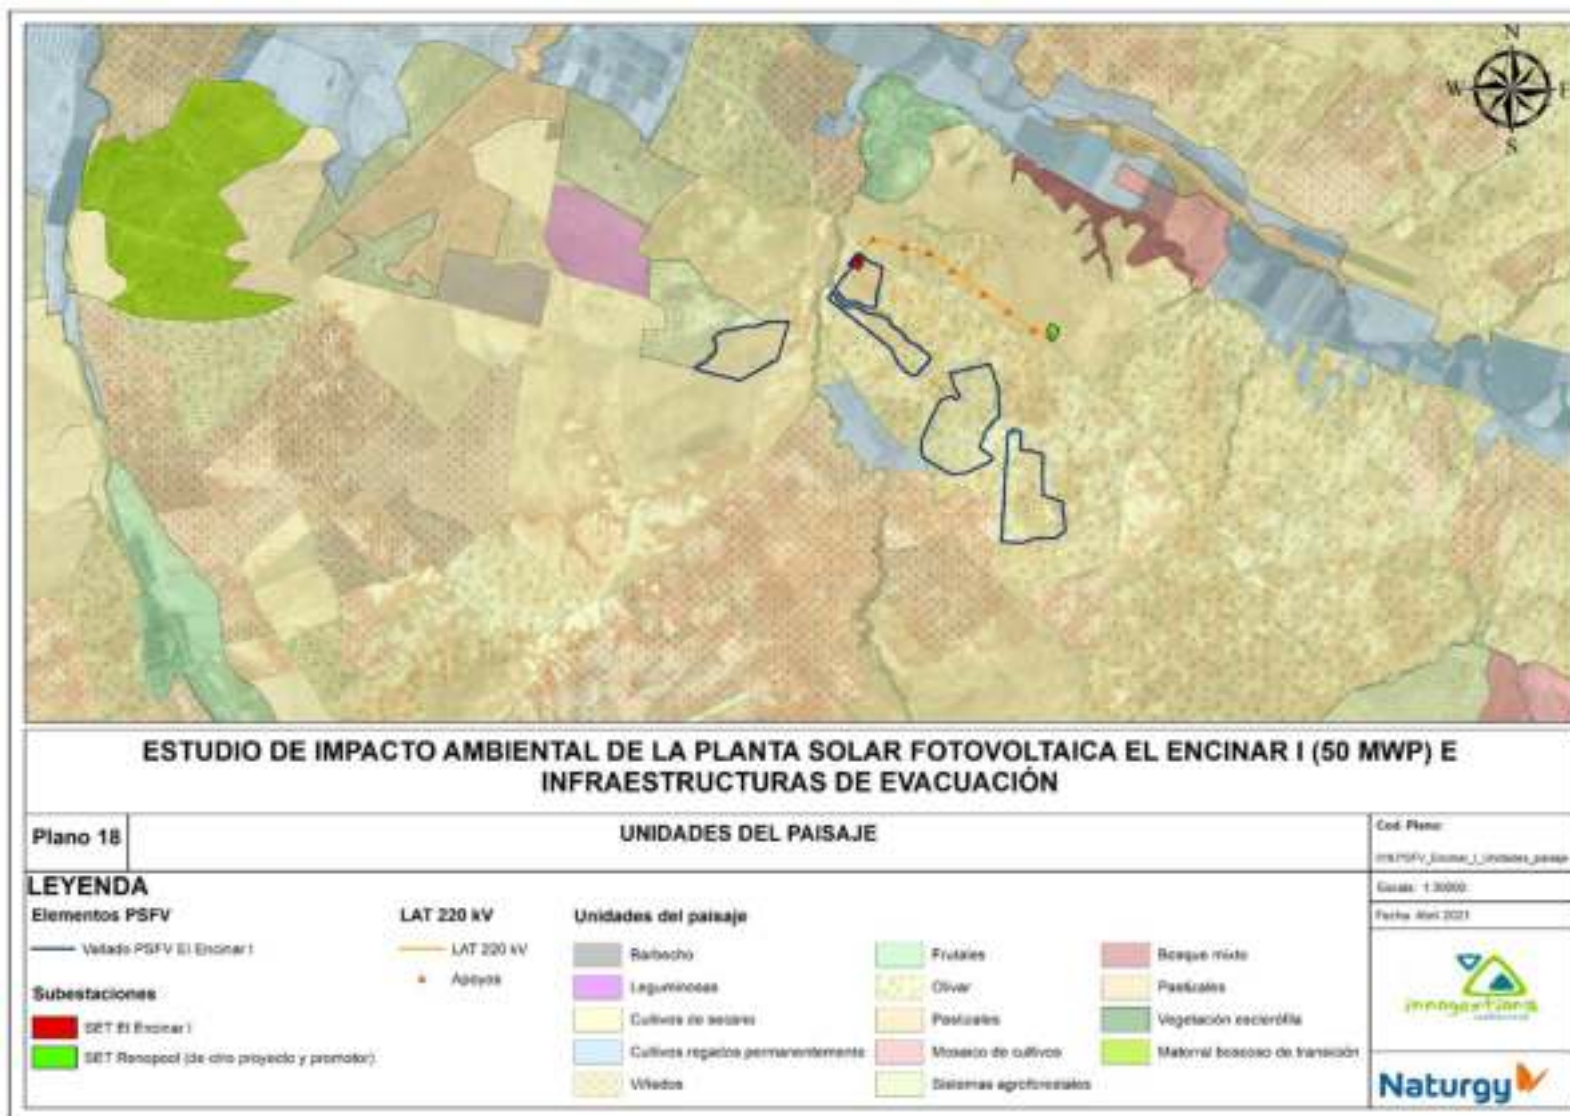 N
W
E
S
ESTUDIO DE IMPACTO AMBIENTAL DE LA PLANTA SOLAR FOTOVOLTAICA EL ENCINAR I (50 MWP) E
INFRAESTRUCTURAS DE EVACUACIÓN
Plano 18
UNIDADES DEL PAISAJE
Cod. Plano:
Escala: 1:30000
Fecha: Abril 2021
LEYENDA
Elementos PSFV
Vallado PSFV El Encinar I
Subestaciones
SET El Encinar I
SET Renopool (de otro proyecto y promotor)
LAT 220 kV
LAT 220 kV
Apoyos
Unidades del paisaje
Barbecho
Leguminosas
Cultivos de secano
Cultivos regados permanentemente
Viñedos
Frutales
Olivar
Pastizales
Mosaico de cultivos
Sistemas agroforestales
Bosque mixto
Pastizales
Vegetación esclerófila
Matorral boscoso de transición
Naturgy